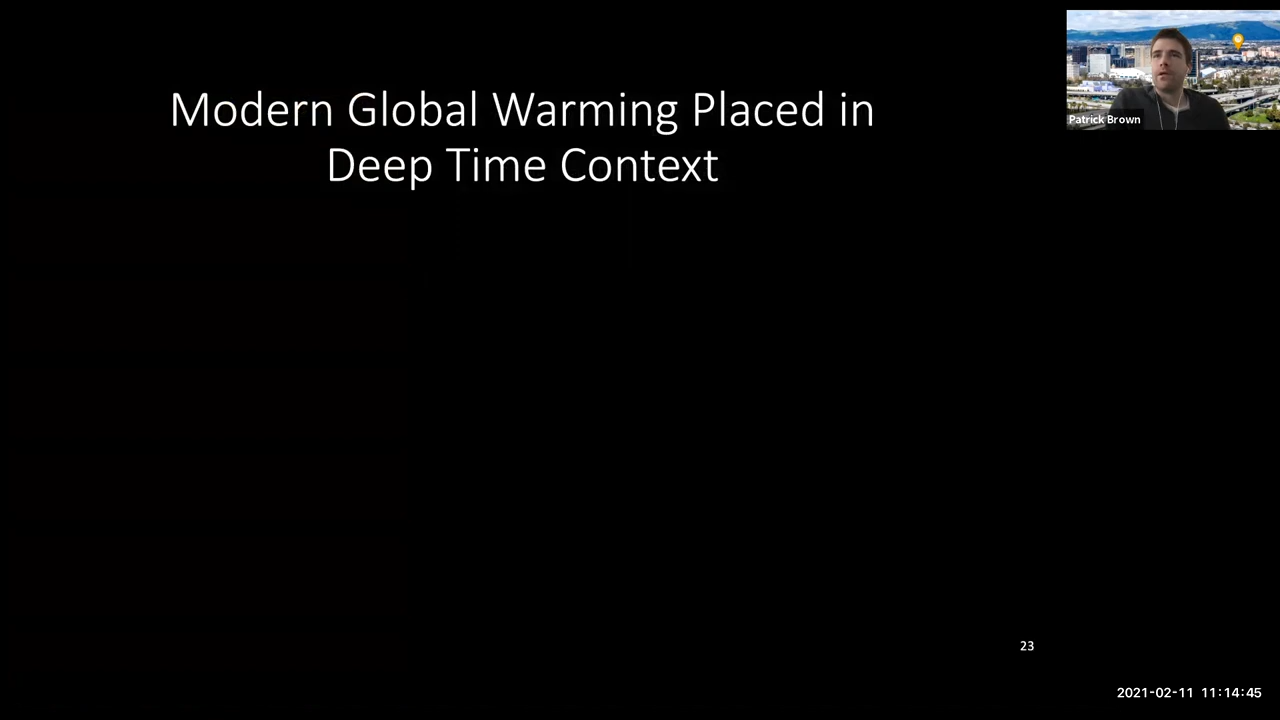 Modern Global Warming Placed in
Deep Time Context
Patrick Brown
23
2021-02-11 11:14:45